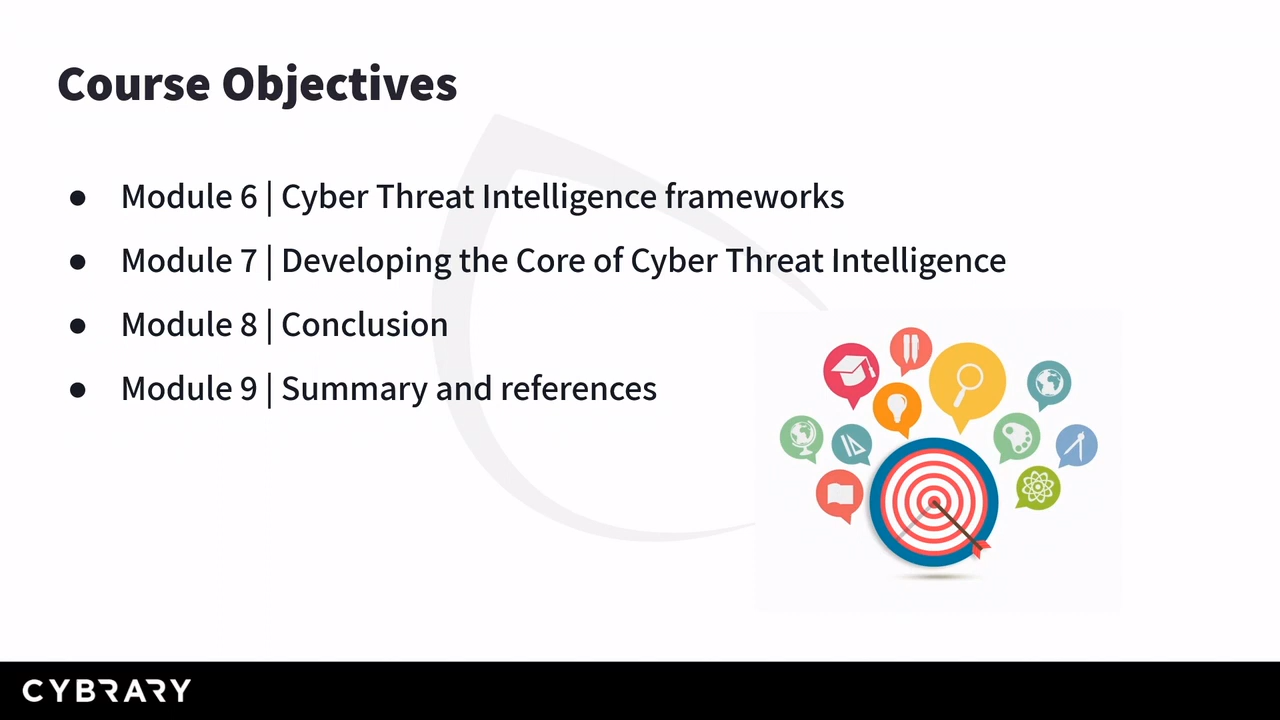 Course Objectives
● Module 6 | Cyber Threat Intelligence frameworks
● Module 7 | Developing the Core of Cyber Threat Intelligence
● Module 8 | Conclusion
● Module 9 | Summary and references
CYBRARY